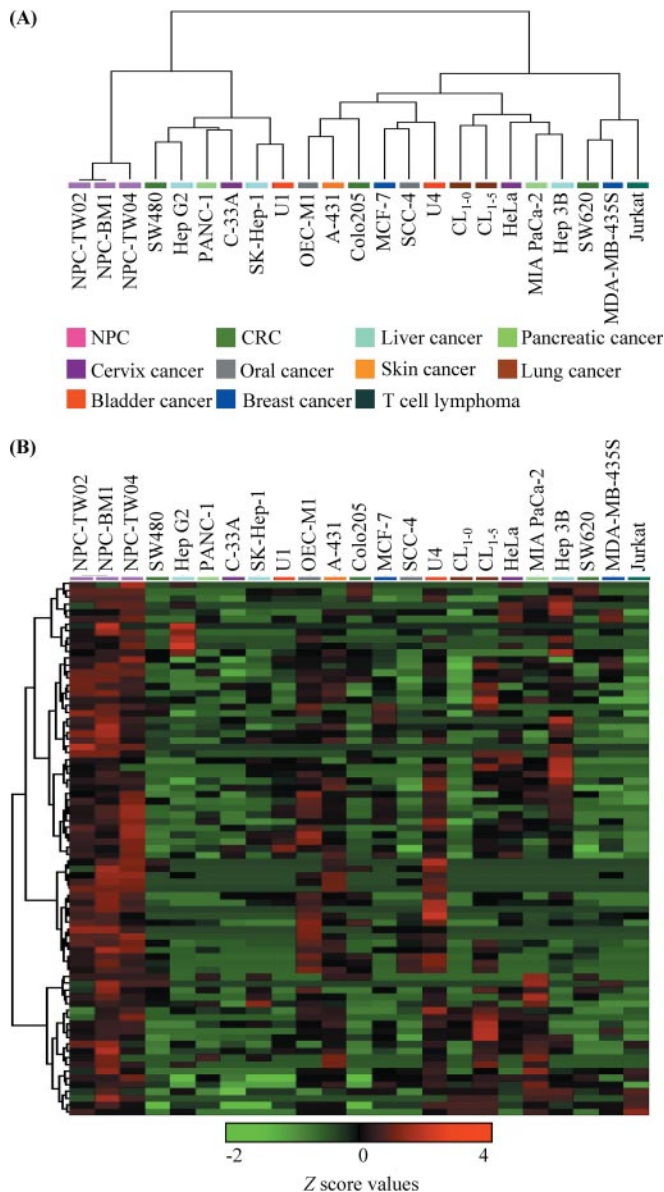 (A)
NPC-TW02
NPC-BM1
NPC-TW04
SW480
Hep G2
PANC-1
C-33A
SK-Hep-1
U1
OEC-M1
A-431
Colo205
MCF-7
SCC-4
U4
CL1-0
CL1-5
HeLa
MIA PaCa-2
Hep 3B
SW620
MDA-MB-435S
Jurkat
NPC CRC Liver cancer Pancreatic cancer
Cervix cancer Oral cancer Skin cancer Lung cancer
Bladder cancer Breast cancer T cell lymphoma
(B)
NPC-TW02
NPC-BM1
NPC-TW04
SW480
Hep G2
PANC-1
C-33A
SK-Hep-1
U1
OEC-M1
A-431
Colo205
MCF-7
SCC-4
U4
CL1-0
CL1-5
HeLa
MIA PaCa-2
Hep 3B
SW620
MDA-MB-435S
Jurkat
-2 0 4
Z score values